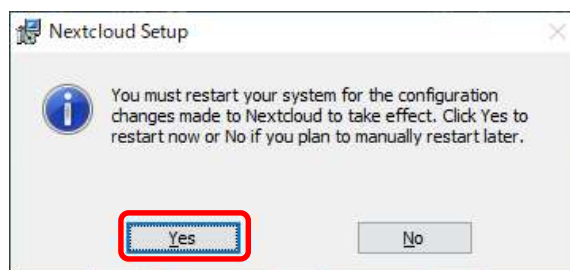 Nextcloud Setup
You must restart your system for the configuration
changes made to Nextcloud to take effect. Click Yes to
restart now or No if you plan to manually restart later.
Yes
No